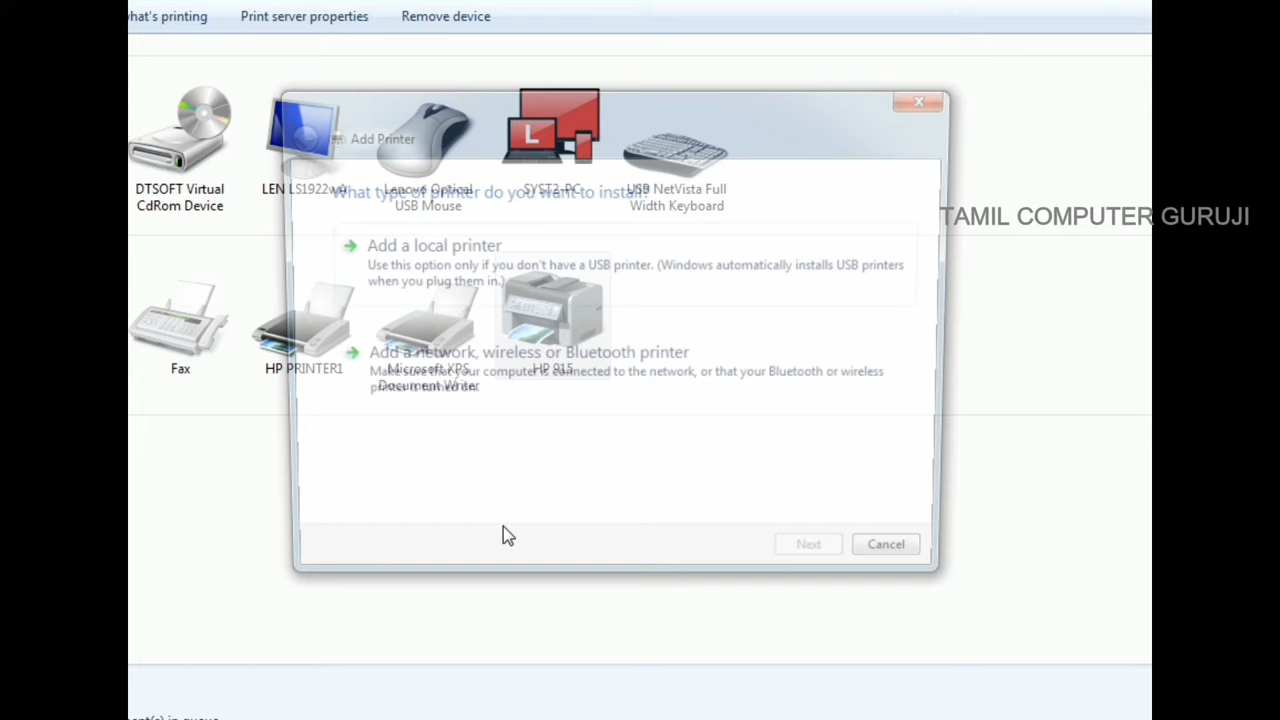 what's printing
Print server properties
Remove device
Add Printer
DTSOFT Virtual
CdRom Device
LEN LS1922wA
Lenovo Optical
USB Mouse
L
SYST2-PC
USB NetVista Full
Width Keyboard
TAMIL COMPUTER GURUJI
What type of printer do you want to install?
Add a local printer
Use this option only if you don't have a USB printer. (Windows automatically installs USB printers
when you plug them in.)
Add a network, wireless or Bluetooth printer
Make sure that your computer is connected to the network, or that your Bluetooth or wireless
printer is turned on.
Fax
HP PRINTER1
Microsoft XPS
Document Writer
HP 915
Next
Cancel